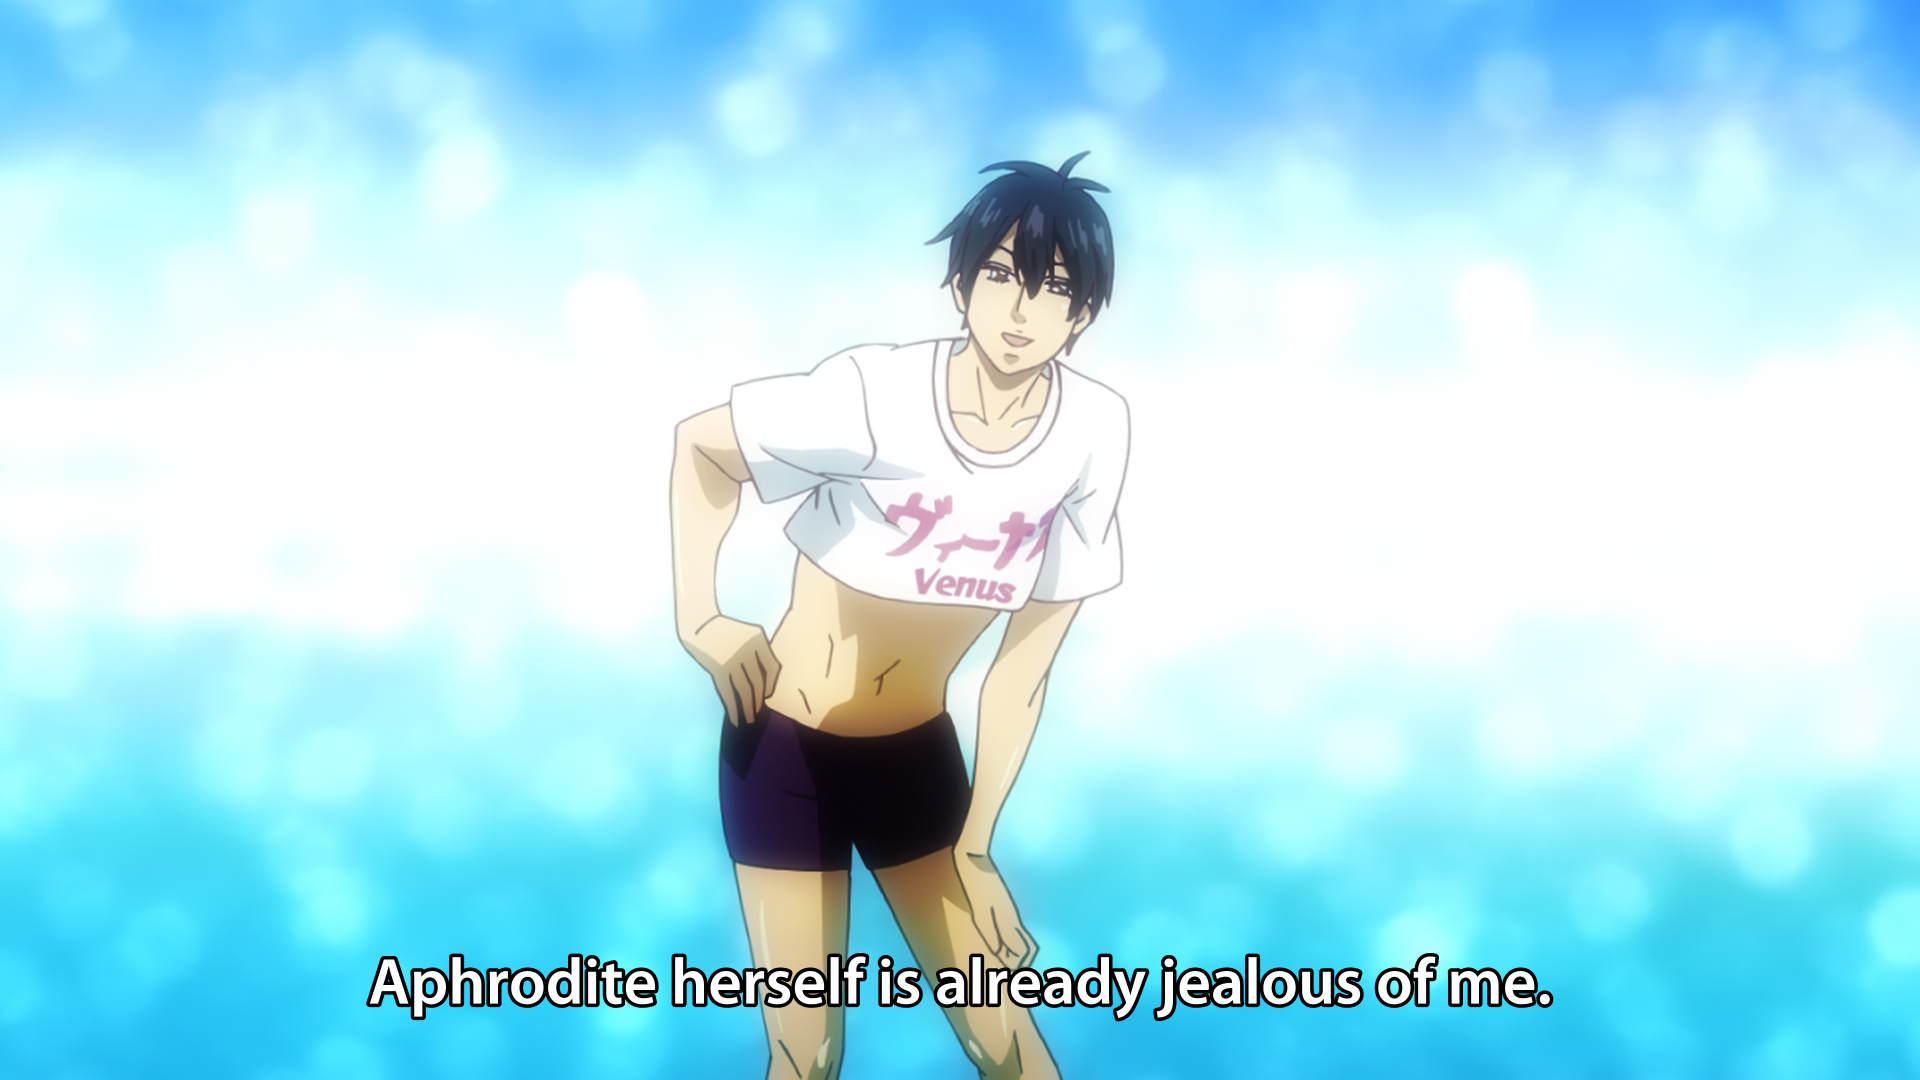 ヴィーナ
Venus
Aphrodite herself is already jealous of me.